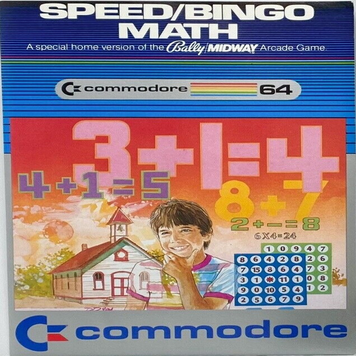 SPEED/BINGO
MATH
A special home version of the Bally/MIDWAY Arcade Game.
commodore 64
3+1=4
4+1=5
8+7
2+-=8
6X4=24
commodore